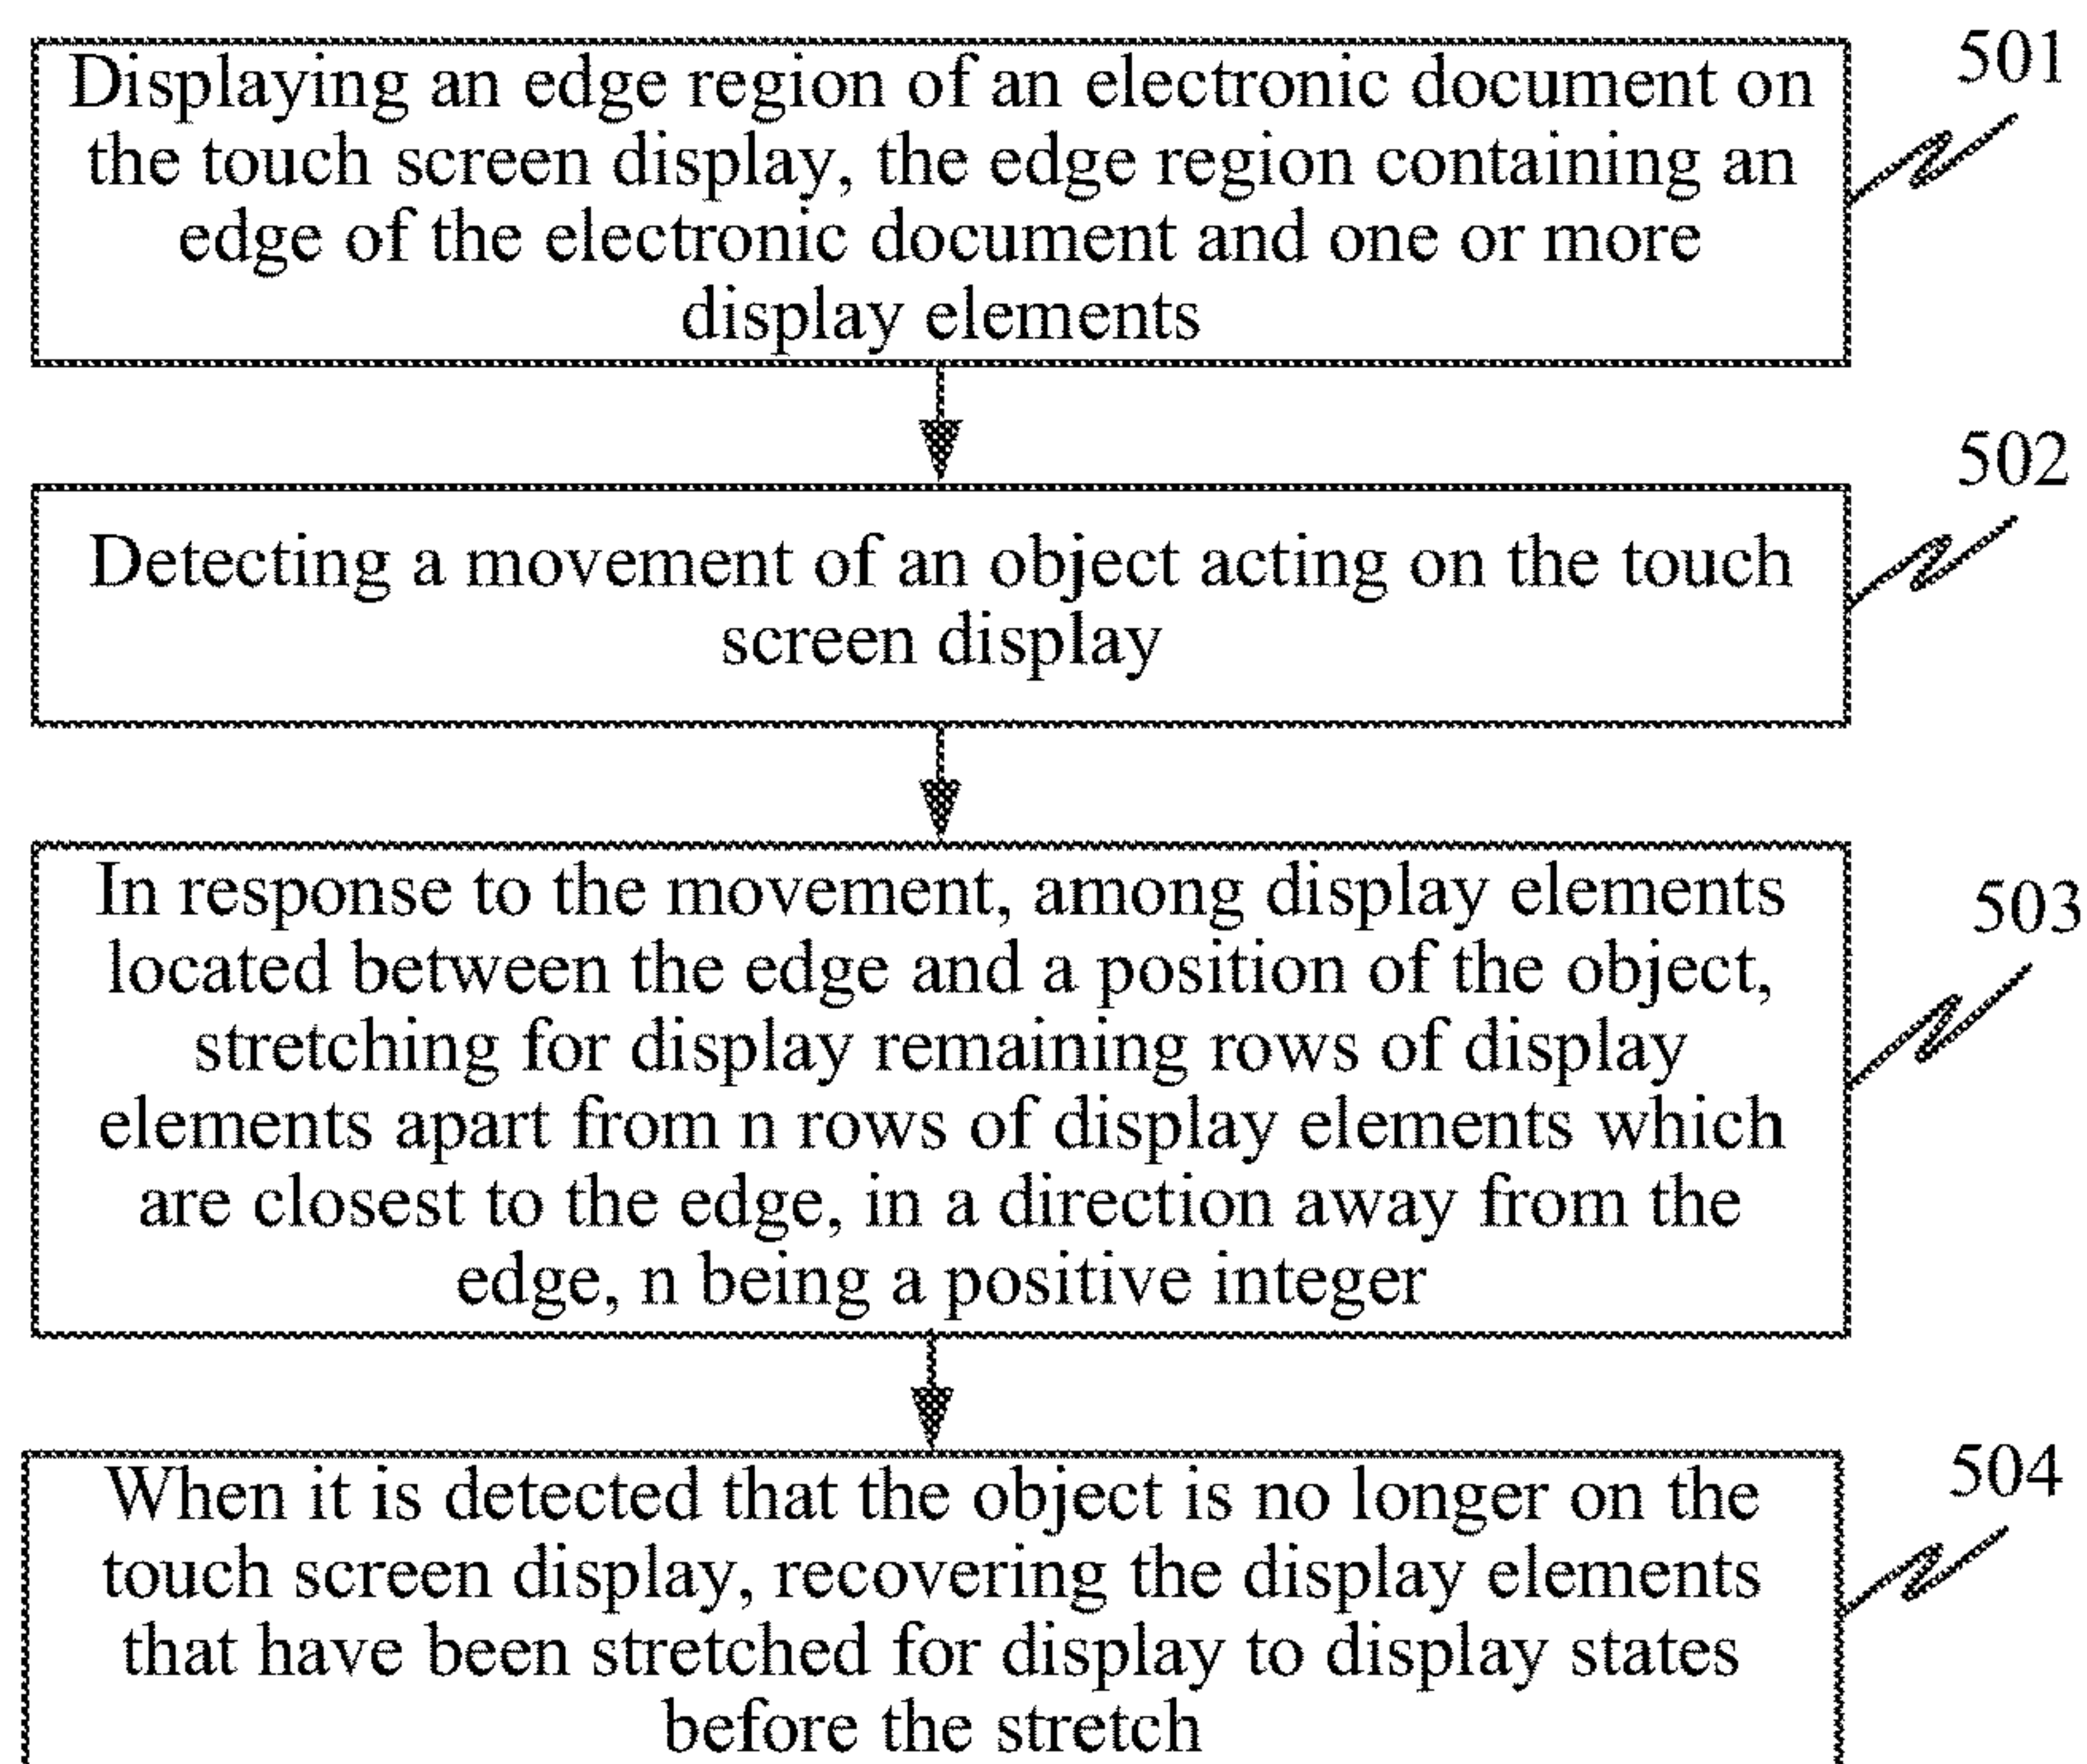 501
Displaying an edge region of an electronic document on
the touch screen display, the edge region containing an
edge of the electronic document and one or more
display elements
502
Detecting a movement of an object acting on the touch
screen display
503
In response to the movement, among display elements
located between the edge and a position of the object,
stretching for display remaining rows of display
elements apart from n rows of display elements which
are closest to the edge, in a direction away from the
edge, n being a positive integer
504
When it is detected that the object is no longer on the
touch screen display, recovering the display elements
that have been stretched for display to display states
before the stretch